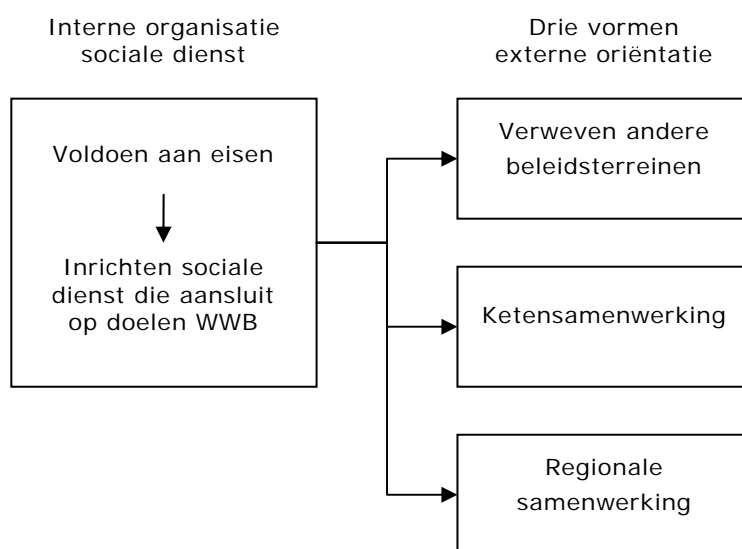 Interne organisatie
sociale dienst
Voldoen aan eisen
Inrichten sociale
dienst die aansluit
op doelen WWB
Drie vormen
externe oriëntatie
Verweven andere
beleidsterreinen
Ketensamenwerking
Regionale
samenwerking